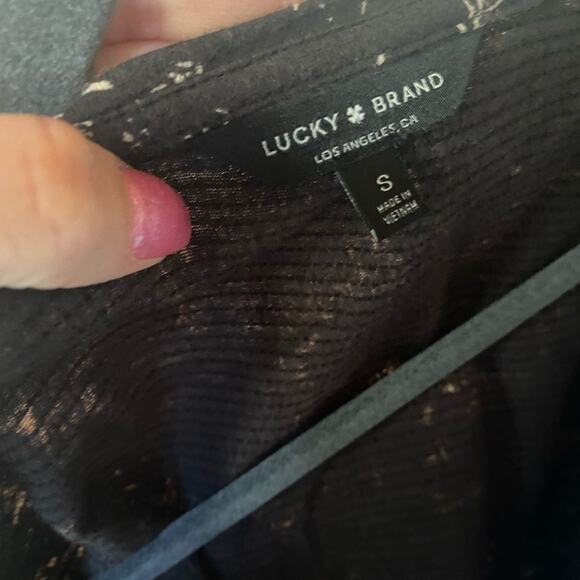 LUCKY BRAND
LOS ANGELES, CA
S
MADE IN
VIETNAM